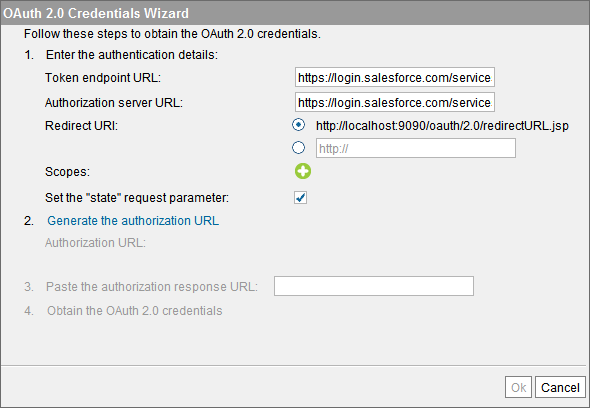 OAuth 2.0 Credentials Wizard
Follow these steps to obtain the OAuth 2.0 credentials.
1. Enter the authentication details:
Token endpoint URL: https://login.salesforce.com/service
Authorization server URL: https://login.salesforce.com/service
Redirect URI: http://localhost:9090/oauth/2.0/redirectURL.jsp
http://
Scopes:
Set the "state" request parameter:
2. Generate the authorization URL
Authorization URL:
3. Paste the authorization response URL:
4. Obtain the OAuth 2.0 credentials
Ok Cancel